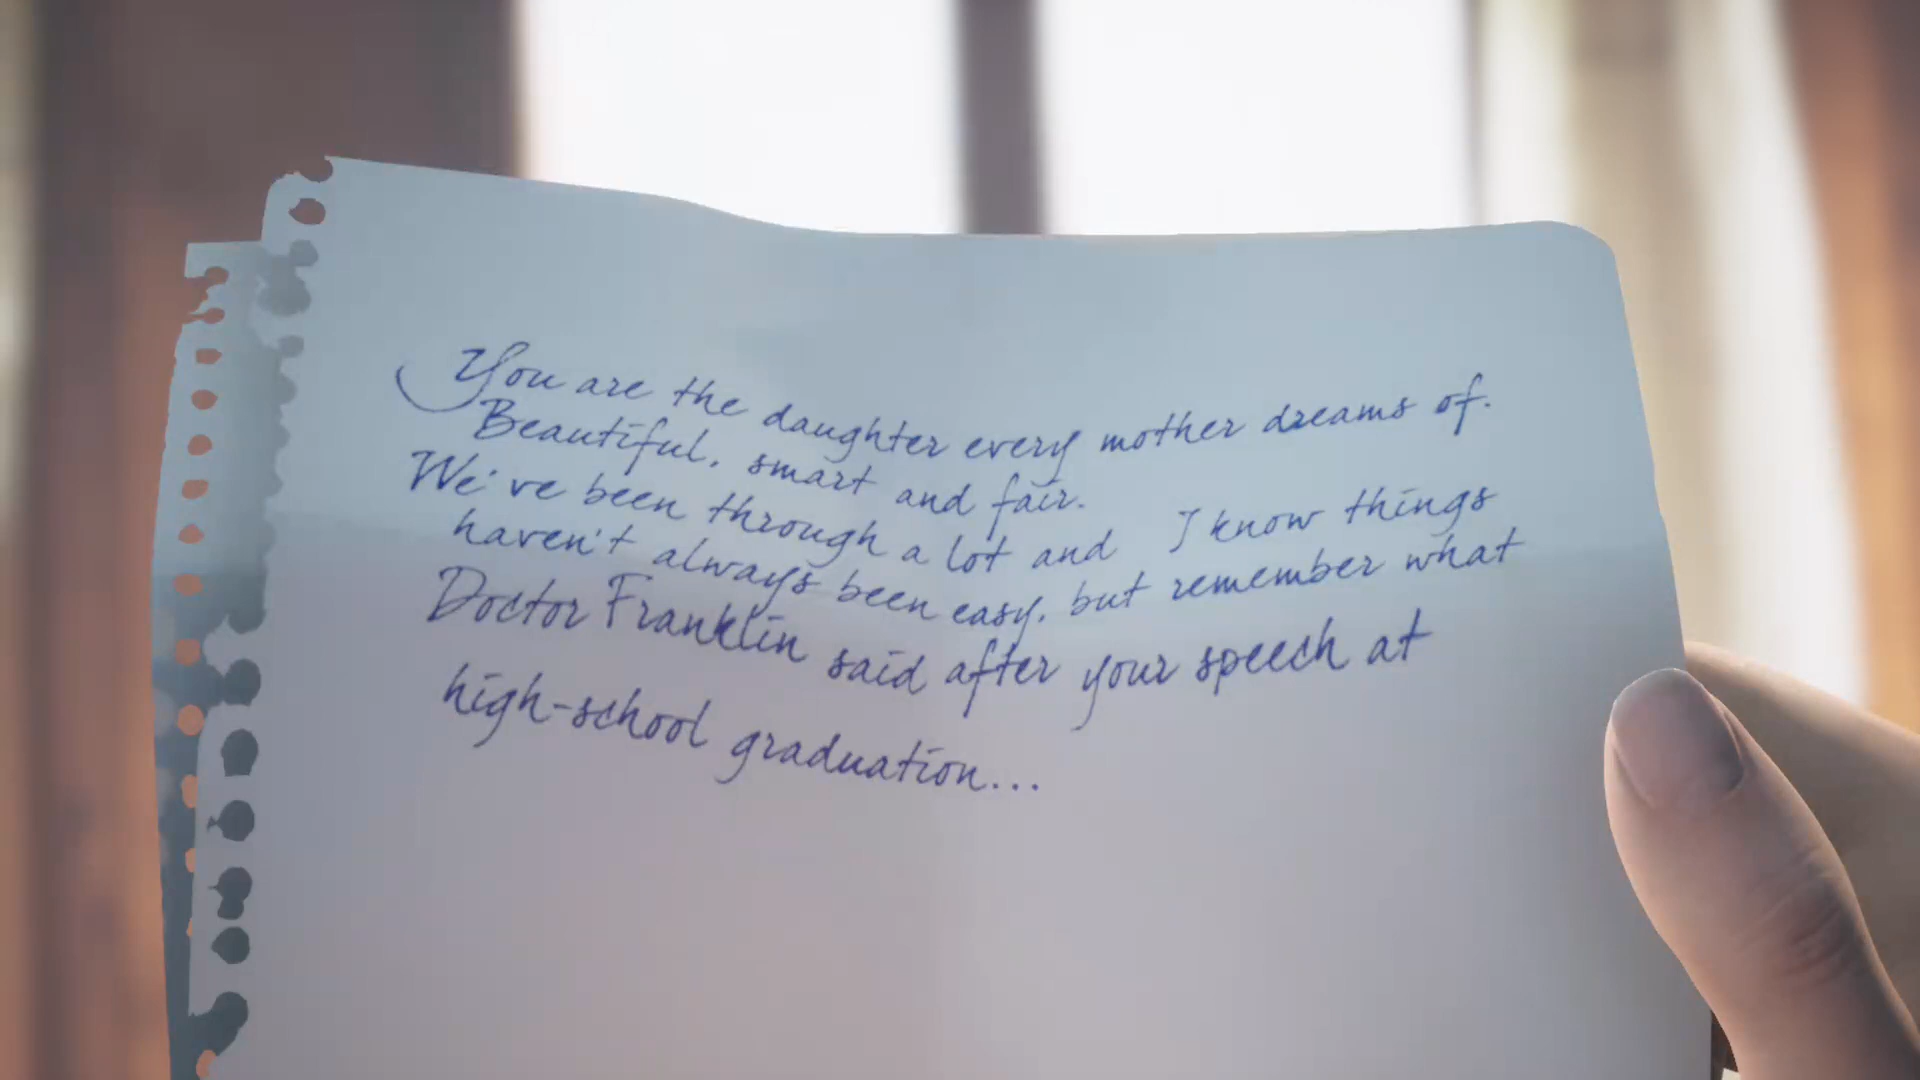 You are the daughter every mother dreams of.
Beautiful, smart and fair.
We've been through a lot and I know things
haven't always been easy, but remember what
Doctor Franklin said after your speech at
high-school graduation...